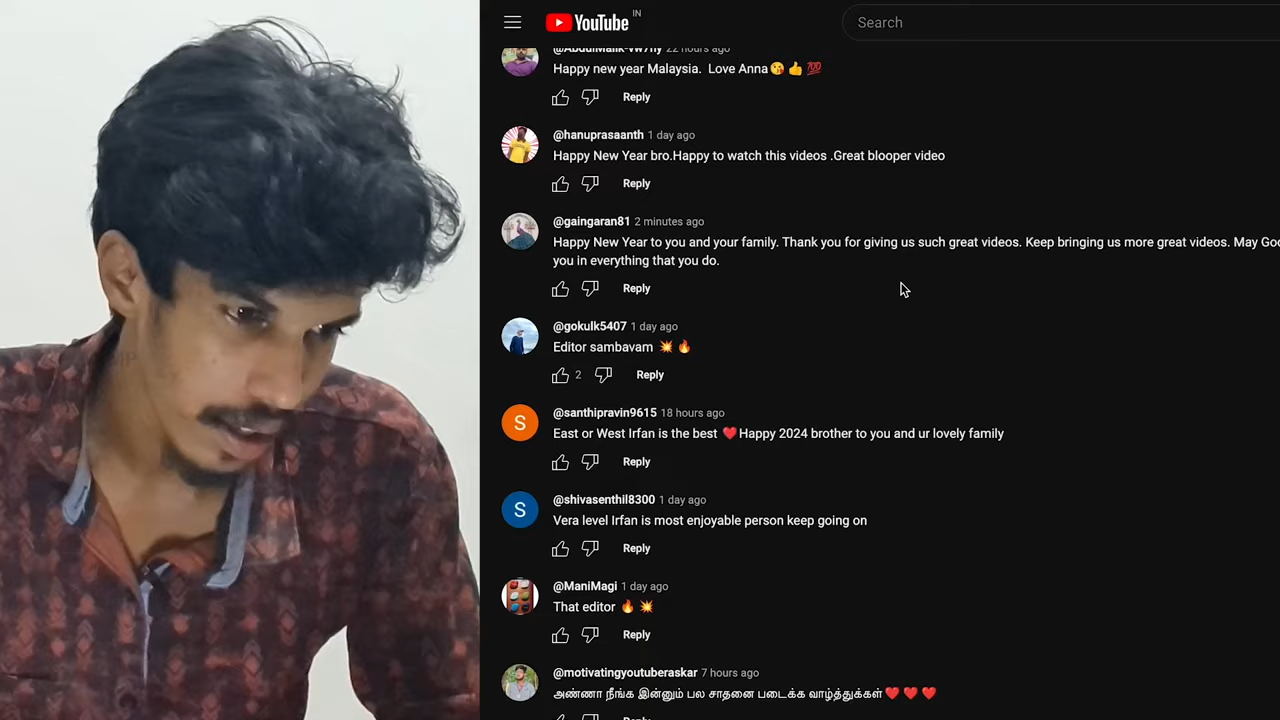 YouTube IN
Search
@AbdulMalik-vw7ny 22 hours ago
Happy new year Malaysia. Love Anna😘👍💯
Reply
@hanuprasaanth 1 day ago
Happy New Year bro.Happy to watch this videos .Great blooper video
Reply
@gaingaran81 2 minutes ago
Happy New Year to you and your family. Thank you for giving us such great videos. Keep bringing us more great videos. May
you in everything that you do.
Reply
@gokulk5407 1 day ago
Editor sambavam 💥🔥
2 Reply
S
@santhipravin9615 18 hours ago
East or West Irfan is the best ❤️Happy 2024 brother to you and ur lovely family
Reply
S
@shivasenthil8300 1 day ago
Vera level Irfan is most enjoyable person keep going on
Reply
@ManiMagi 1 day ago
That editor 🔥💥
Reply
@motivatingyoutuberaskar 7 hours ago
அண்ணா நீங்க இன்னும் பல சாதனை படைக்க வாழ்த்துக்கள்❤️❤️❤️